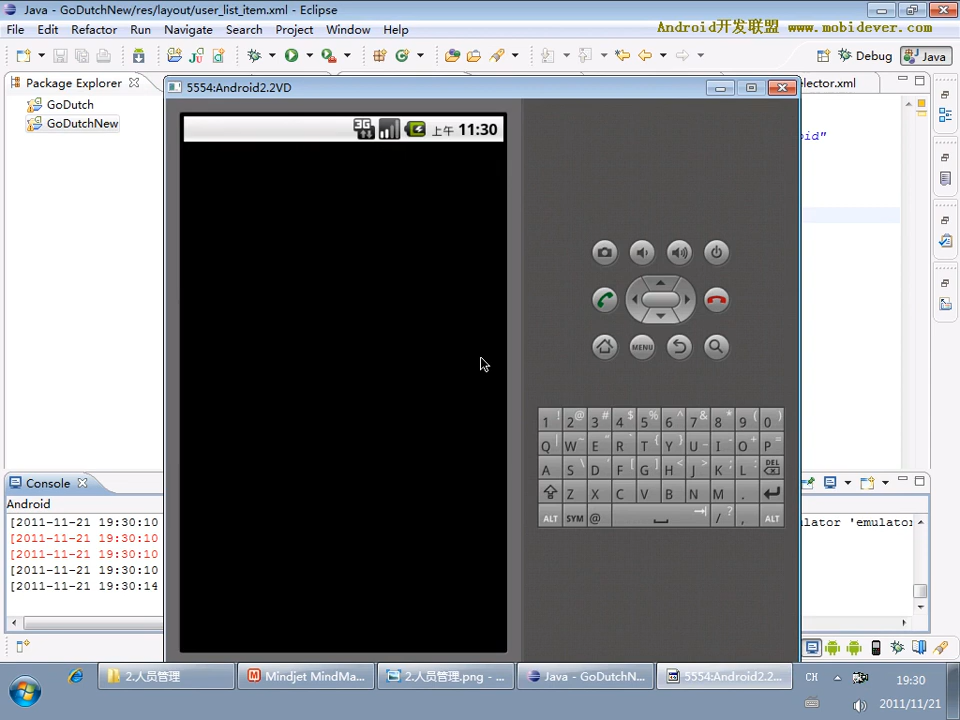 Java - GoDutchNew/res/layout/user_list_item.xml - Eclipse
File Edit Refactor Run Navigate Search Project Window Help
Android开发联盟 www.mobidever.com
Debug Java
Package Explorer
5554:Android2.2VD
elector.xml
GoDutch
GoDutchNew
3G 上午 11:30
oid"
MENU
1 ! 2 @ 3 # 4 $ 5 % 6 ^ 7 & 8 * 9 ( 0 )
Q W ~ E R T { Y } U _ I - O + P =
A S \ D F [ G ] H < J > K ; L : DEL
Z X C V B N M .
ALT SYM @ / ? , ALT
Console
Android
[2011-11-21 19:30:10
[2011-11-21 19:30:10
[2011-11-21 19:30:10
[2011-11-21 19:30:10
[2011-11-21 19:30:14
ulator 'emulator
2.人员管理
Mindjet MindMa...
2.人员管理.png - ...
Java - GoDutchN...
5554:Android2.2...
CH
19:30
2011/11/21